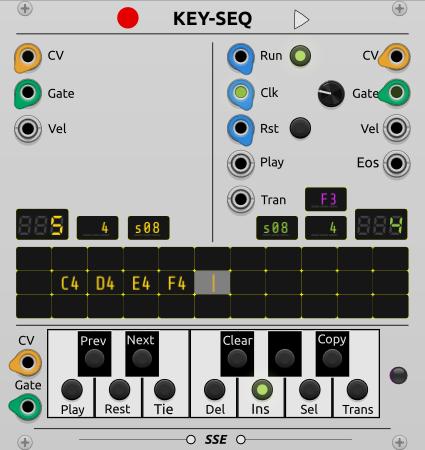 KEY-SEQ
CV Run CV
Gate Clk Gate
Vel Rst Vel
Play Eos
Tran F3
5 4 s08 s08 4 4
C4 D4 E4 F4
CV Prev Next Clear Copy
Gate
Play Rest Tie Del Ins Sel Trans
SSE